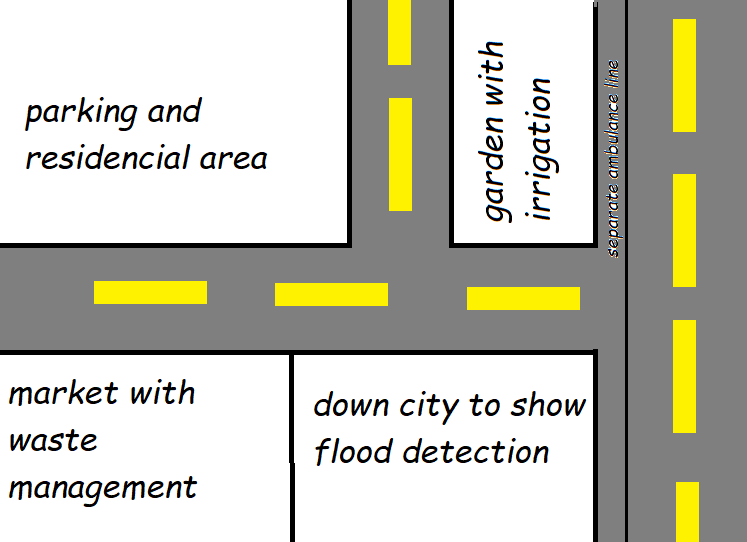 parking and
residencial area
garden with
irrigation
separate ambulance line
market with
waste
management
down city to show
flood detection